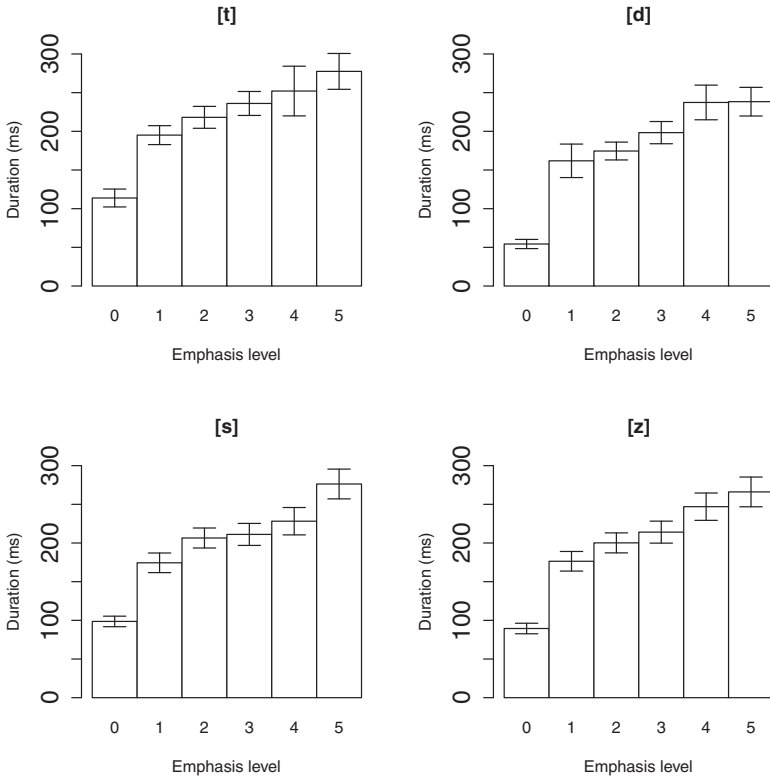 [t]
Duration (ms)
0 100 200 300
0 1 2 3 4 5
Emphasis level
[d]
Duration (ms)
0 100 200 300
0 1 2 3 4 5
Emphasis level
[s]
Duration (ms)
0 100 200 300
0 1 2 3 4 5
Emphasis level
[z]
Duration (ms)
0 100 200 300
0 1 2 3 4 5
Emphasis level